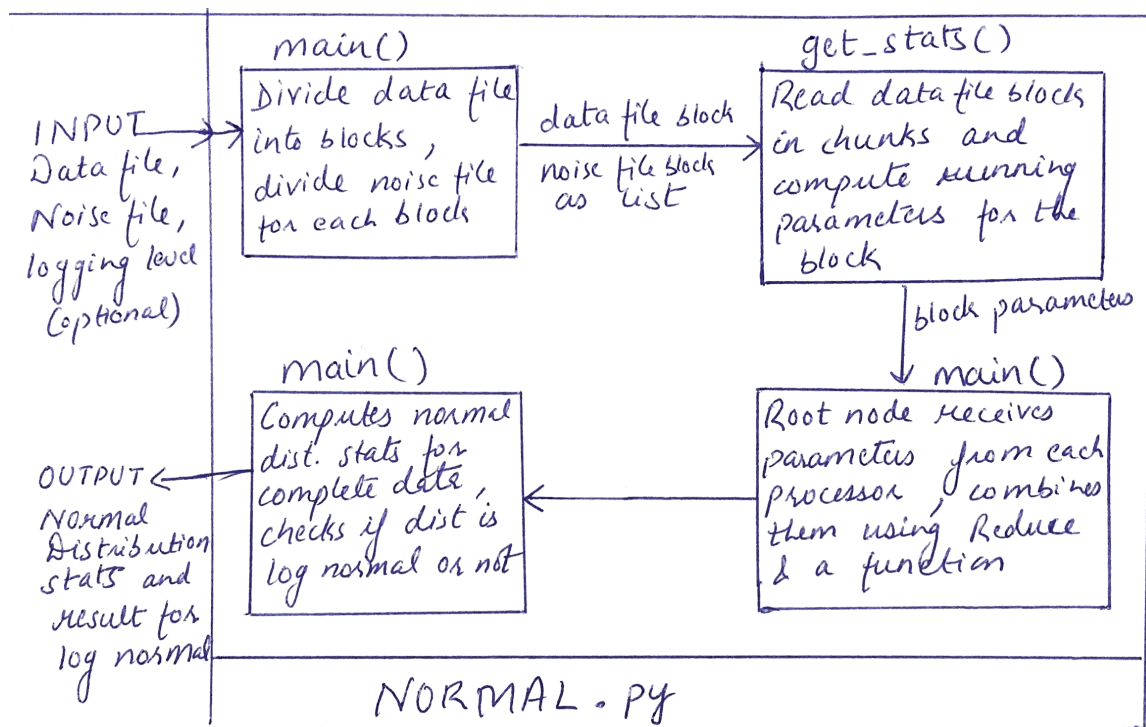 main()
get_stats()
INPUT
Data file,
Noise file,
logging level
(optional)
Divide data file
into blocks,
divide noise file
for each block
data file block
noise file block
as list
Read data file block
in chunks and
compute running
parameters for the
block
block parameters
main()
Root node receives
parameters from each
processor, combines
them using Reduce
& a function
main()
Computes normal
dist. stats for
complete data,
checks if dist is
log normal or not
OUTPUT
Normal
Distribution
stats and
result for
log normal
NORMAL.py